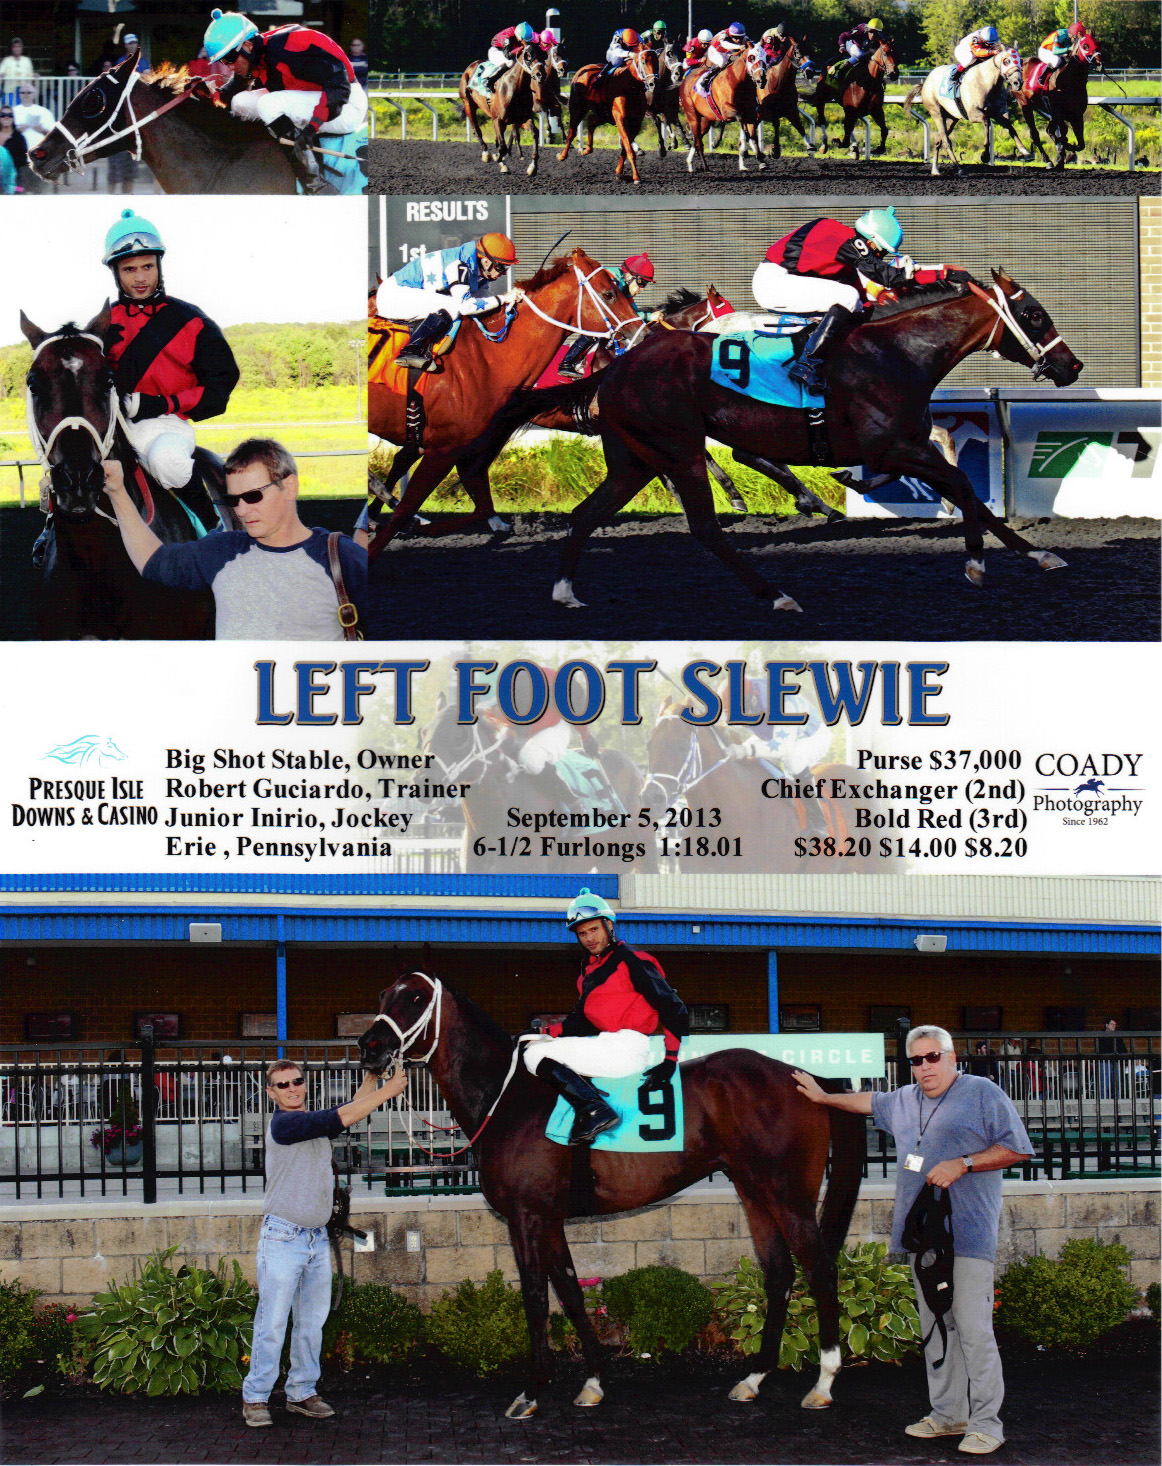 RESULTS
1st
9
7
9
LEFT FOOT SLEWIE
PRESQUE ISLE
DOWNS & CASINO
Big Shot Stable, Owner
Robert Guciardo, Trainer
Junior Inirio, Jockey
Erie , Pennsylvania
September 5, 2013
6-1/2 Furlongs 1:18.01
Purse $37,000
Chief Exchanger (2nd)
Bold Red (3rd)
$38.20 $14.00 $8.20
COADY
Photography
Since 1962
CIRCLE
9